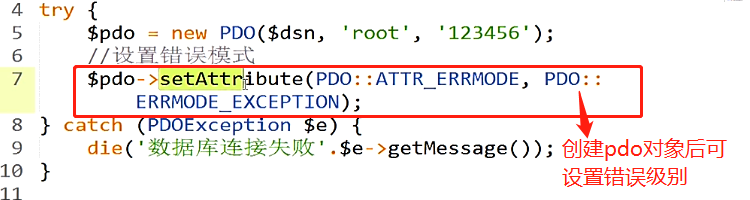 4 try {
5 $pdo = new PDO($dsn, 'root', '123456');
6 //设置错误模式
7 $pdo->setAttribute(PDO::ATTR_ERRMODE, PDO::
ERRMODE_EXCEPTION);
8 } catch (PDOException $e) {
9 die('数据库连接失败'.$e->getMessage());
10 }
11
创建pdo对象后可
设置错误级别